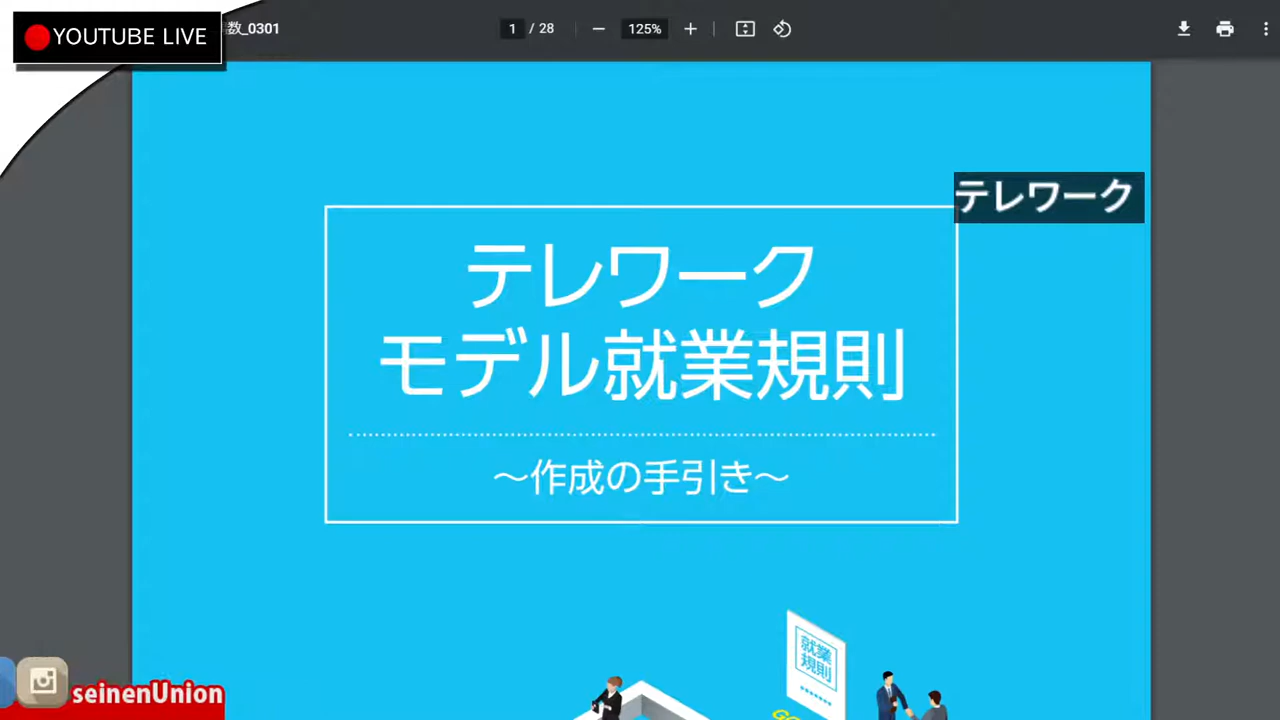 YOUTUBE LIVE
数_0301
1 / 28
125%
テレワーク
テレワーク
モデル就業規則
～作成の手引き～
就業
規則
seinenUnion